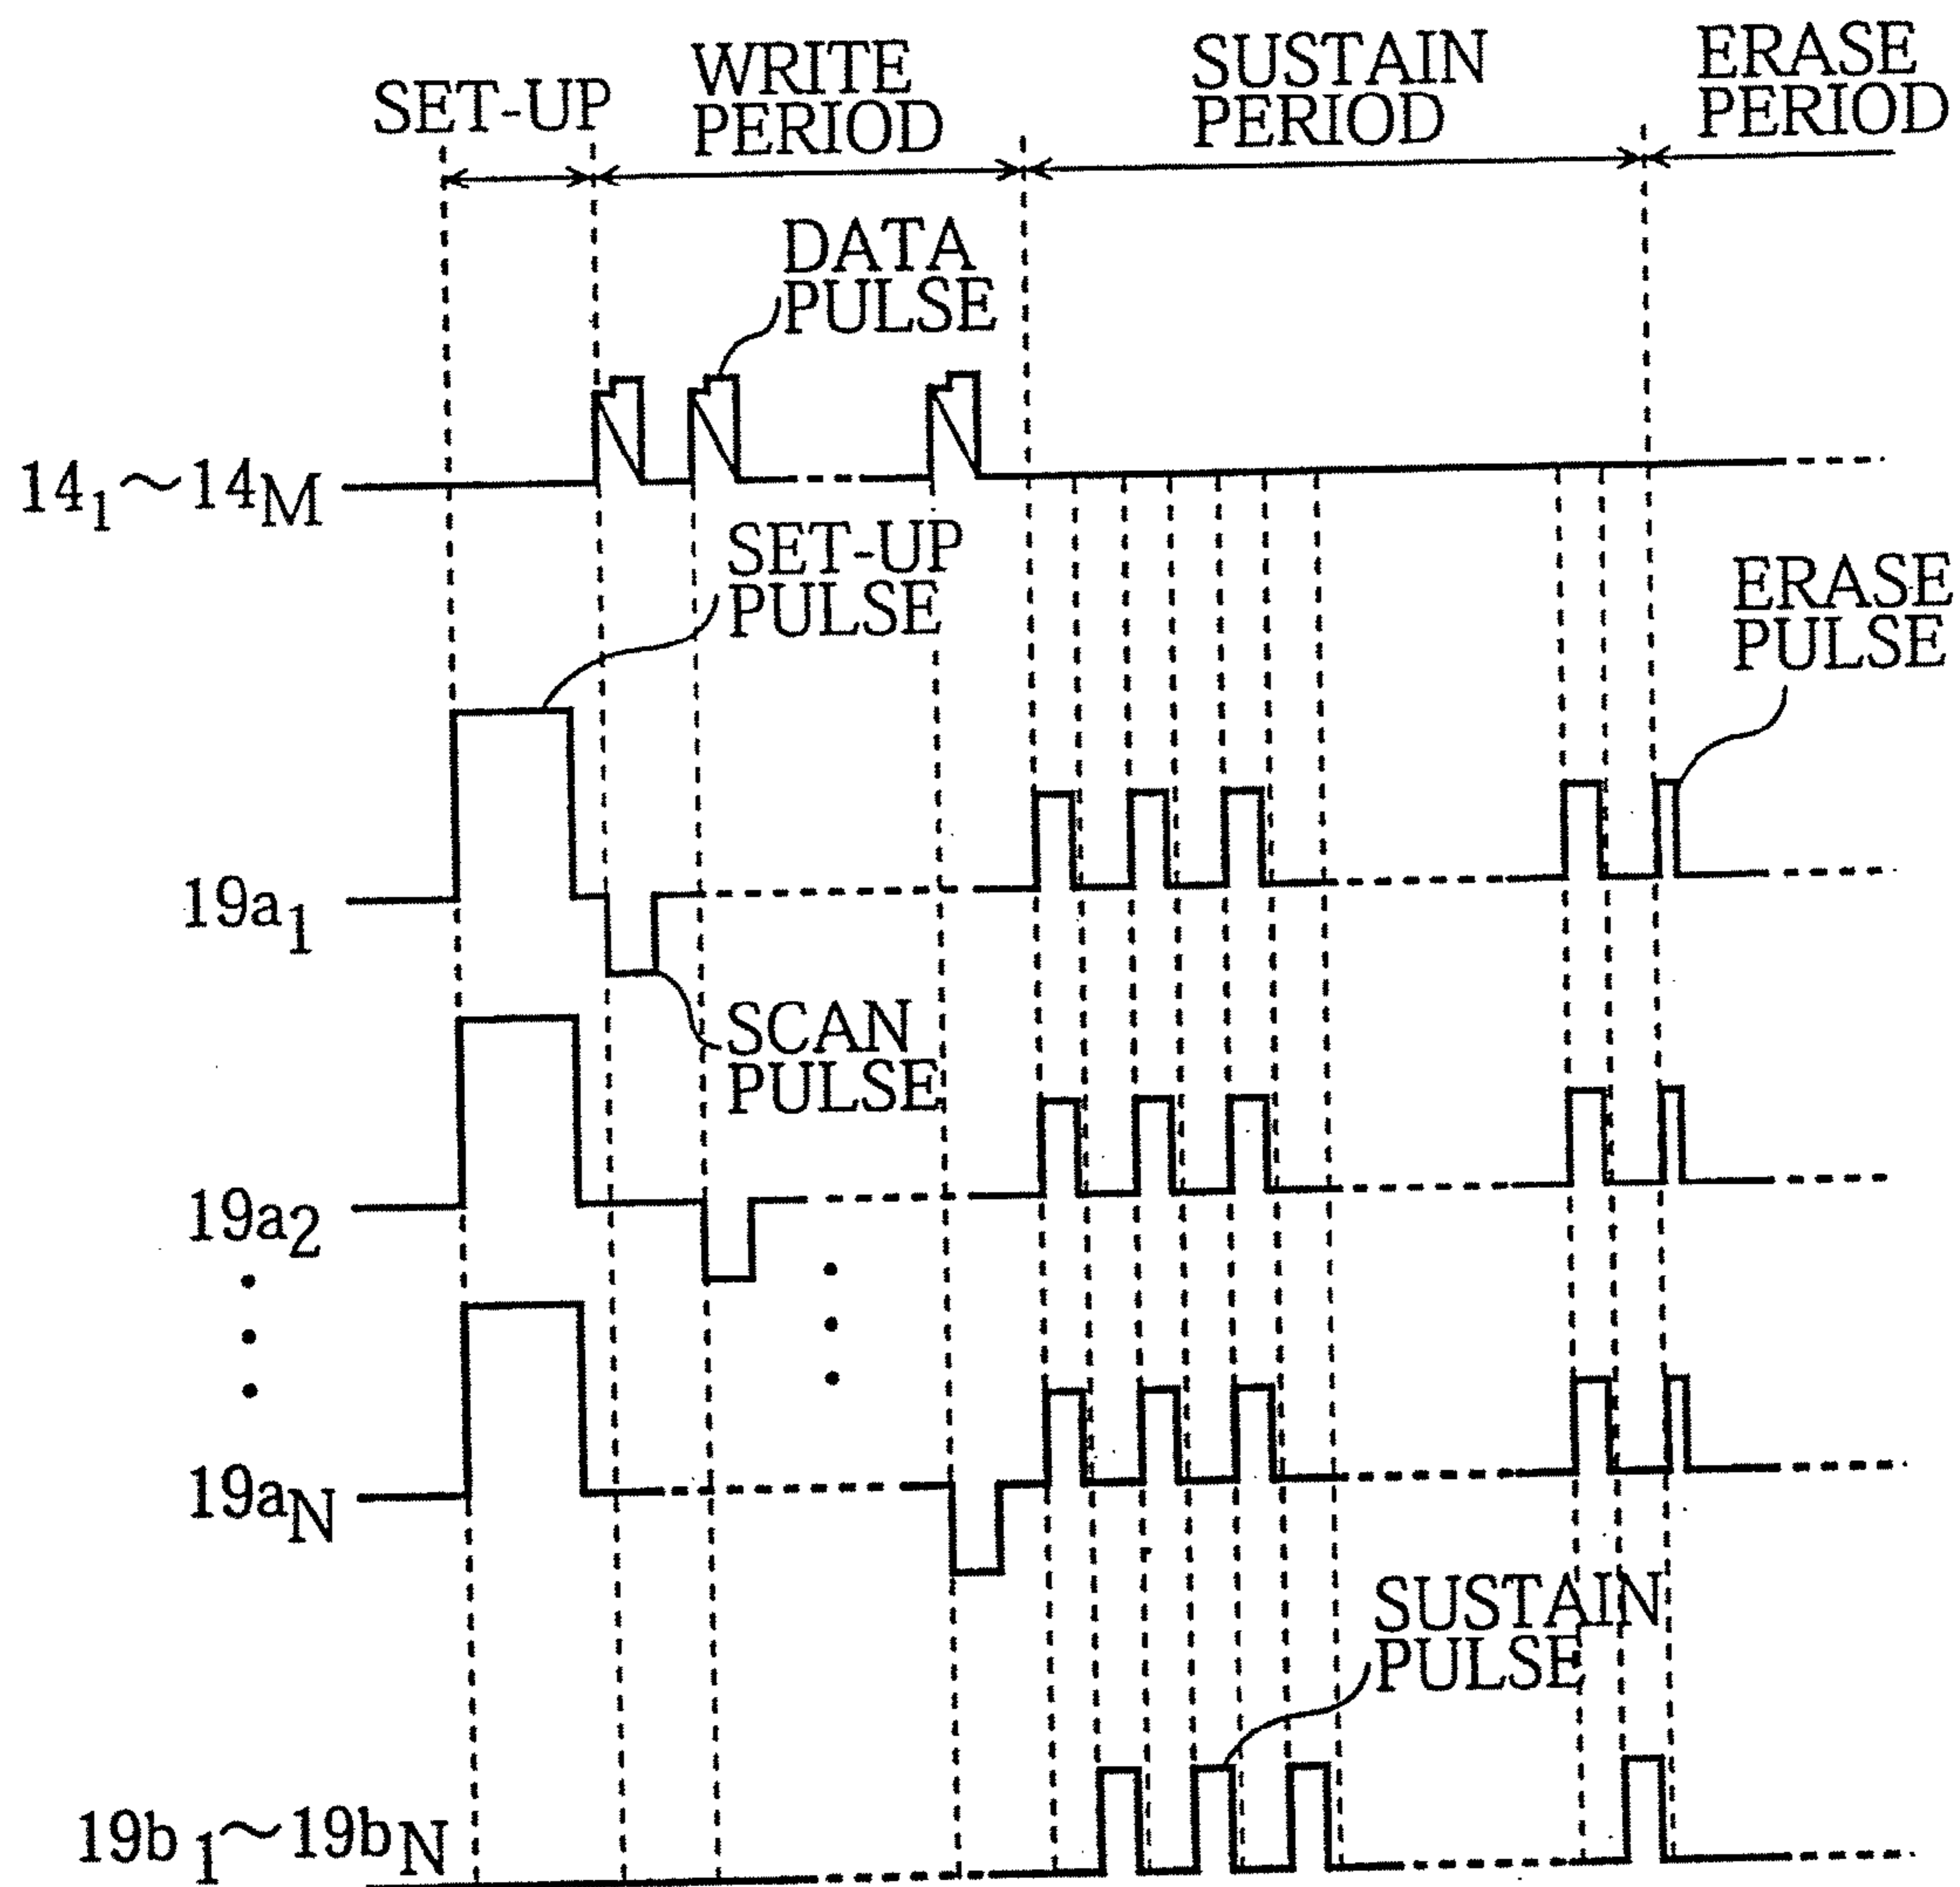 SET-UP
WRITE
PERIOD
SUSTAIN
PERIOD
ERASE
PERIOD
DATA
PULSE
14₁～14M
SET-UP
PULSE
ERASE
PULSE
19a₁
SCAN
PULSE
19a₂
19aN
SUSTAIN
PULSE
19b₁～19bN